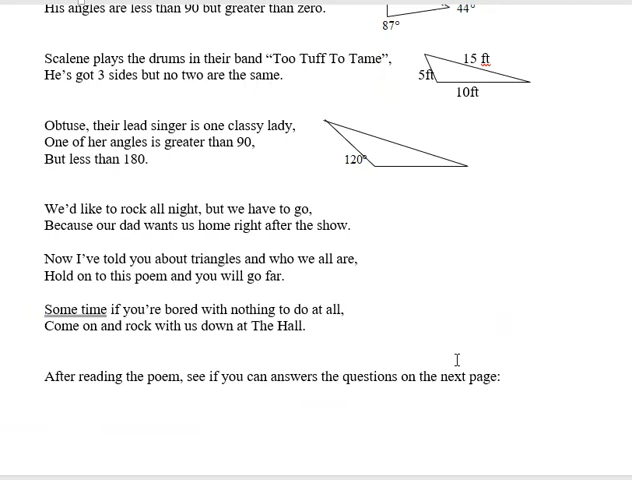 His angles are less than 90 but greater than zero.
44°
87°
Scalene plays the drums in their band “Too Tuff To Tame”,
He’s got 3 sides but no two are the same.
15 ft
5ft
10ft
Obtuse, their lead singer is one classy lady,
One of her angles is greater than 90,
But less than 180.
120°
We’d like to rock all night, but we have to go,
Because our dad wants us home right after the show.
Now I’ve told you about triangles and who we all are,
Hold on to this poem and you will go far.
Some time if you’re bored with nothing to do at all,
Come on and rock with us down at The Hall.
After reading the poem, see if you can answers the questions on the next page: